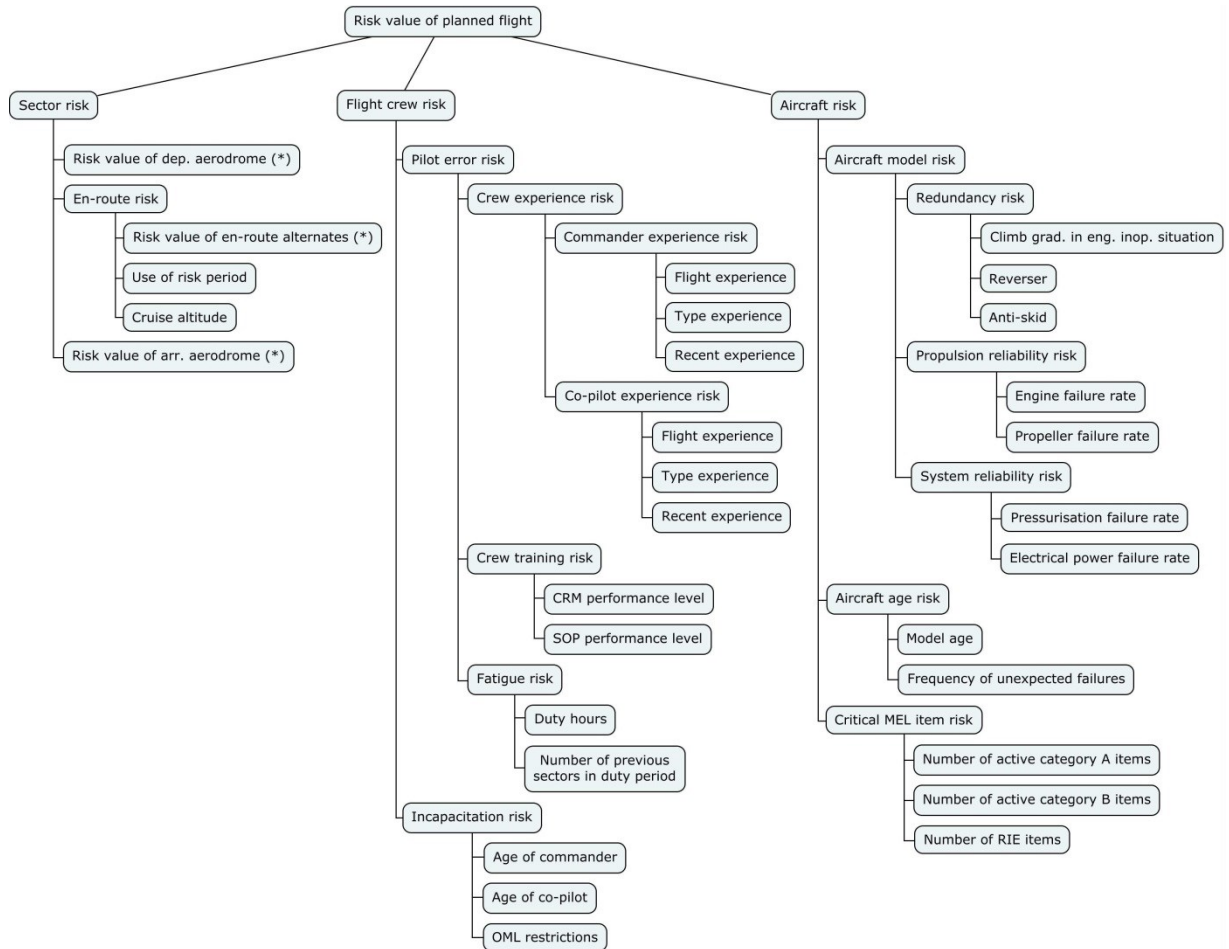 Risk value of planned flight
Sector risk
Risk value of dep. aerodrome (*)
En-route risk
Risk value of en-route alternates (*)
Use of risk period
Cruise altitude
Risk value of arr. aerodrome (*)
Flight crew risk
Pilot error risk
Crew experience risk
Commander experience risk
Flight experience
Type experience
Recent experience
Co-pilot experience risk
Flight experience
Type experience
Recent experience
Crew training risk
CRM performance level
SOP performance level
Fatigue risk
Duty hours
Number of previous
sectors in duty period
Incapacitation risk
Age of commander
Age of co-pilot
OML restrictions
Aircraft risk
Aircraft model risk
Redundancy risk
Climb grad. in eng. inop. situation
Reverser
Anti-skid
Propulsion reliability risk
Engine failure rate
Propeller failure rate
System reliability risk
Pressurisation failure rate
Electrical power failure rate
Aircraft age risk
Model age
Frequency of unexpected failures
Critical MEL item risk
Number of active category A items
Number of active category B items
Number of RIE items